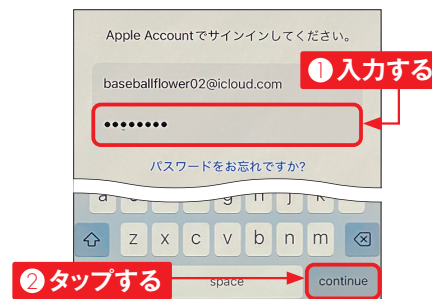 Apple Accountでサインインしてください。
baseballflower02@icloud.com
①入力する
••••••••
パスワードをお忘れですか?
z x c v b n m
②タップする
space
continue